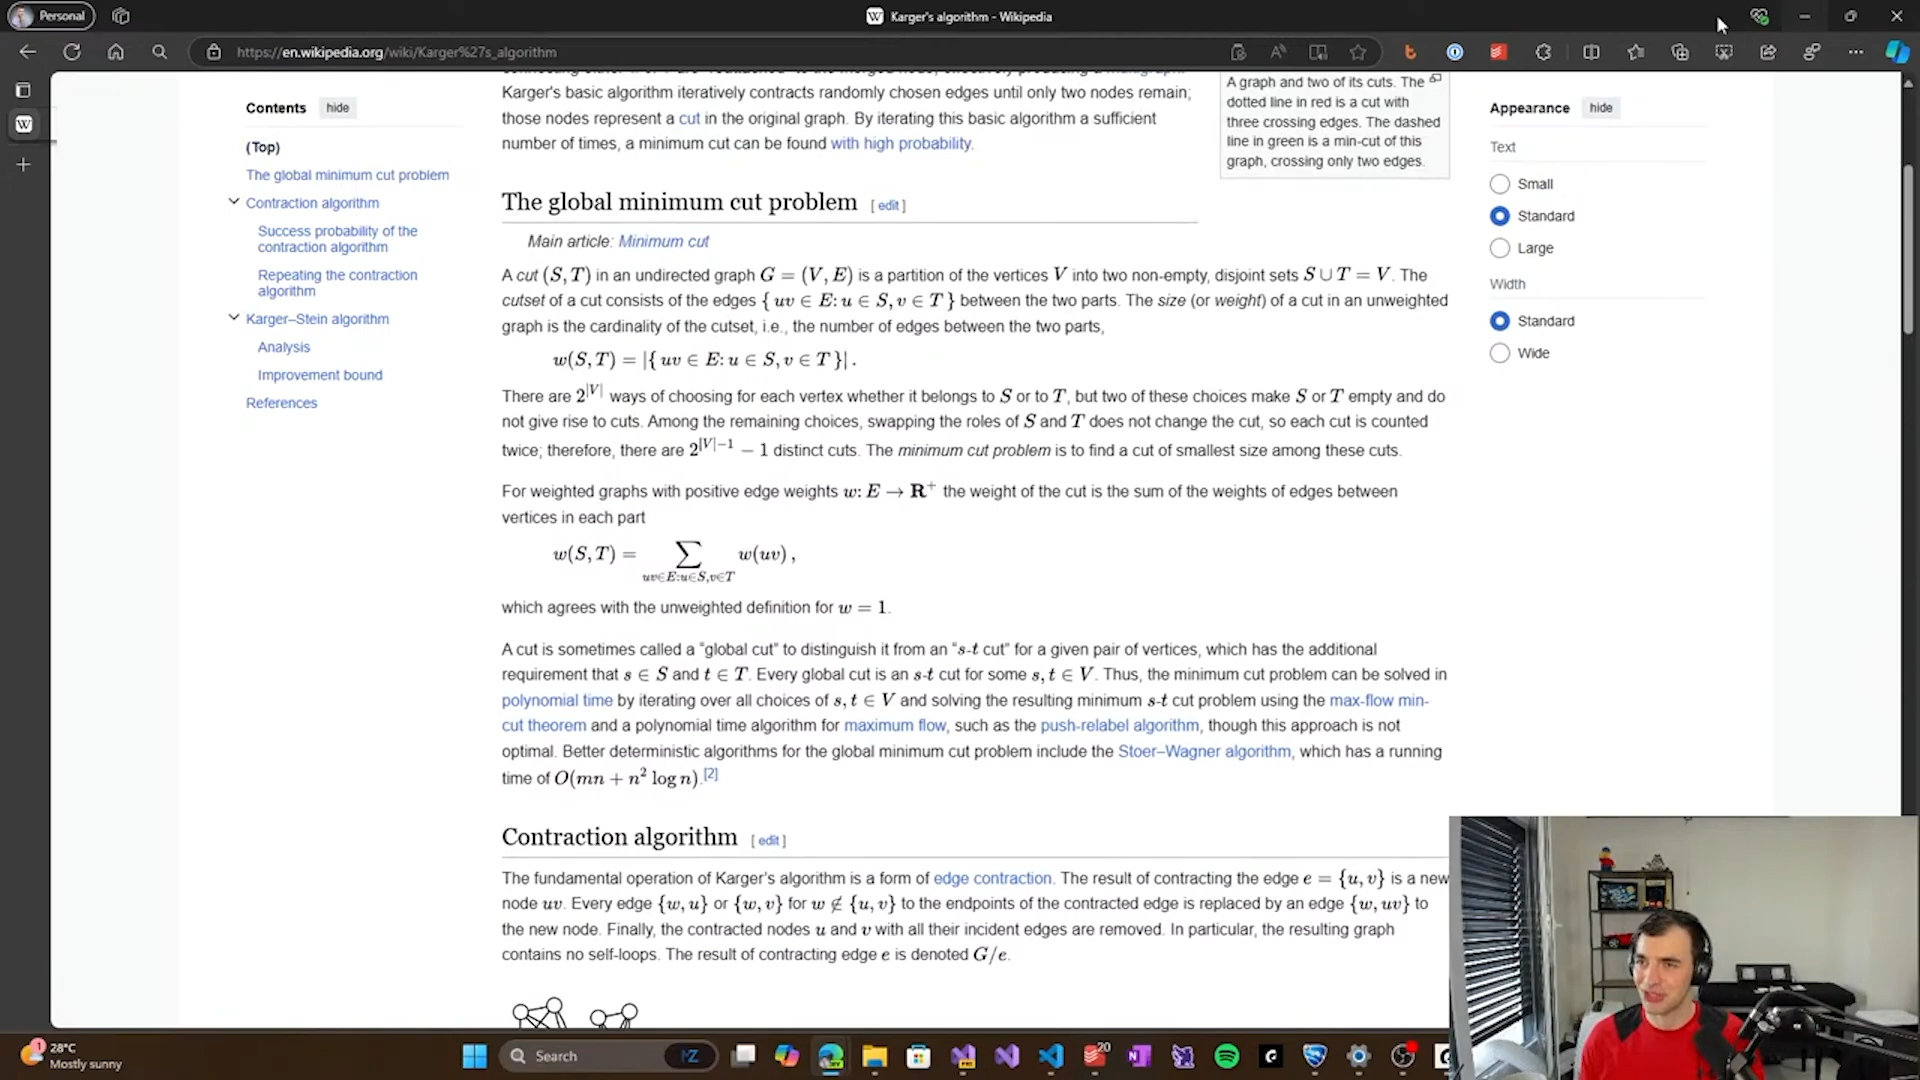 Personal
Karger's algorithm - Wikipedia
https://en.wikipedia.org/wiki/Karger%27s_algorithm
Contents hide
(Top)
The global minimum cut problem
Contraction algorithm
Success probability of the
contraction algorithm
Repeating the contraction
algorithm
Karger–Stein algorithm
Analysis
Improvement bound
References
Karger's basic algorithm iteratively contracts randomly chosen edges until only two nodes remain;
those nodes represent a cut in the original graph. By iterating this basic algorithm a sufficient
number of times, a minimum cut can be found with high probability.
A graph and two of its cuts. The
dotted line in red is a cut with
three crossing edges. The dashed
line in green is a min-cut of this
graph, crossing only two edges.
The global minimum cut problem [ edit ]
Main article: Minimum cut
A cut (S, T) in an undirected graph G = (V, E) is a partition of the vertices V into two non-empty, disjoint sets S ∪ T = V. The
cutset of a cut consists of the edges { uv ∈ E: u ∈ S, v ∈ T } between the two parts. The size (or weight) of a cut in an unweighted
graph is the cardinality of the cutset, i.e., the number of edges between the two parts,
w(S, T) = |{ uv ∈ E: u ∈ S, v ∈ T }| .
There are 2^|V| ways of choosing for each vertex whether it belongs to S or to T, but two of these choices make S or T empty and do
not give rise to cuts. Among the remaining choices, swapping the roles of S and T does not change the cut, so each cut is counted
twice; therefore, there are 2^|V|−1 − 1 distinct cuts. The minimum cut problem is to find a cut of smallest size among these cuts.
For weighted graphs with positive edge weights w: E → R⁺ the weight of the cut is the sum of the weights of edges between
vertices in each part
w(S, T) = ∑ w(uv) ,
uv∈E:u∈S,v∈T
which agrees with the unweighted definition for w = 1.
A cut is sometimes called a “global cut” to distinguish it from an “s-t cut” for a given pair of vertices, which has the additional
requirement that s ∈ S and t ∈ T. Every global cut is an s-t cut for some s, t ∈ V. Thus, the minimum cut problem can be solved in
polynomial time by iterating over all choices of s, t ∈ V and solving the resulting minimum s-t cut problem using the max-flow min-
cut theorem and a polynomial time algorithm for maximum flow, such as the push-relabel algorithm, though this approach is not
optimal. Better deterministic algorithms for the global minimum cut problem include the Stoer–Wagner algorithm, which has a running
time of O(mn + n² log n).[2]
Contraction algorithm [ edit ]
The fundamental operation of Karger's algorithm is a form of edge contraction. The result of contracting the edge e = {u, v} is a new
node uv. Every edge {w, u} or {w, v} for w ∉ {u, v} to the endpoints of the contracted edge is replaced by an edge {w, uv} to
the new node. Finally, the contracted nodes u and v with all their incident edges are removed. In particular, the resulting graph
contains no self-loops. The result of contracting edge e is denoted G/e.
Appearance hide
Text
Small
Standard
Large
Width
Standard
Wide
1
28°C
Mostly sunny
Search
20